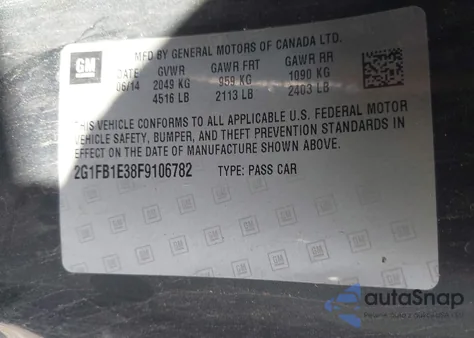 GM
MFD BY GENERAL MOTORS OF CANADA LTD.
DATE GVWR GAWR FRT GAWR RR
06/14 2049 KG 959 KG 1090 KG
4516 LB 2113 LB 2403 LB
THIS VEHICLE CONFORMS TO ALL APPLICABLE U.S. FEDERAL MOTOR
VEHICLE SAFETY, BUMPER, AND THEFT PREVENTION STANDARDS IN
EFFECT ON THE DATE OF MANUFACTURE SHOWN ABOVE.
2G1FB1E38F9106782 TYPE: PASS CAR
autoSnap